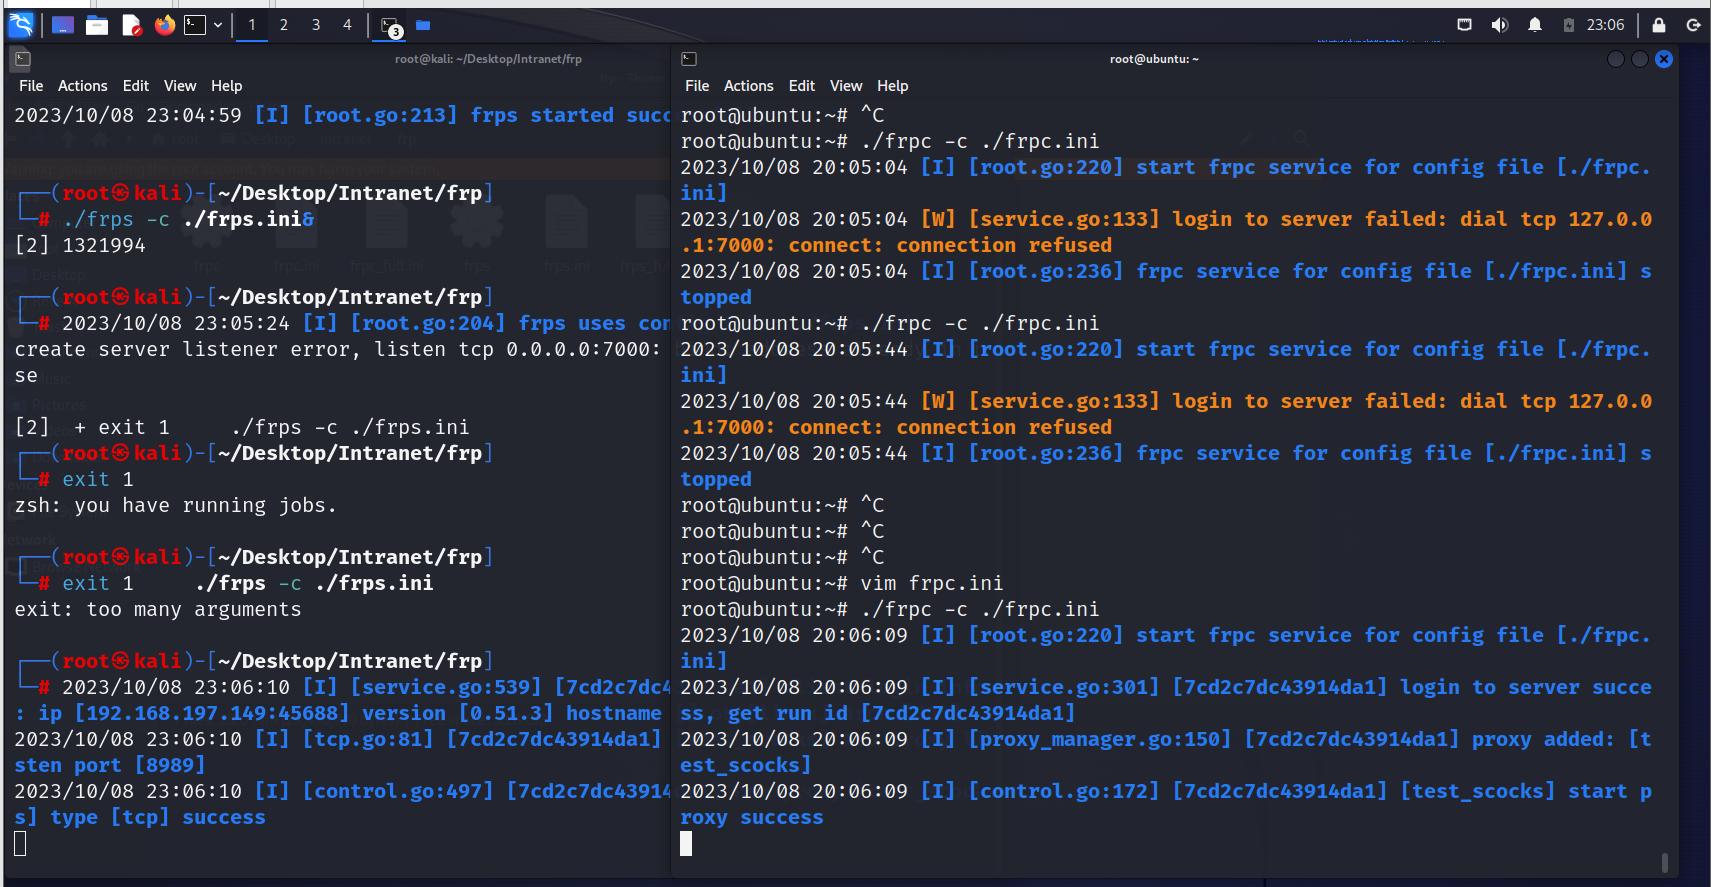 1 2 3 4 3 23:06
root@kali: ~/Desktop/Intranet/frp
File Actions Edit View Help
2023/10/08 23:04:59 [I] [root.go:213] frps started succ
┌──(root㉿kali)-[~/Desktop/Intranet/frp]
└─# ./frps -c ./frps.ini&
[2] 1321994
┌──(root㉿kali)-[~/Desktop/Intranet/frp]
└─# 2023/10/08 23:05:24 [I] [root.go:204] frps uses con
create server listener error, listen tcp 0.0.0.0:7000:
se
[2]  + exit 1     ./frps -c ./frps.ini
┌──(root㉿kali)-[~/Desktop/Intranet/frp]
└─# exit 1
zsh: you have running jobs.
┌──(root㉿kali)-[~/Desktop/Intranet/frp]
└─# exit 1     ./frps -c ./frps.ini
exit: too many arguments
┌──(root㉿kali)-[~/Desktop/Intranet/frp]
└─# 2023/10/08 23:06:10 [I] [service.go:539] [7cd2c7dc4
: ip [192.168.197.149:45688] version [0.51.3] hostname
2023/10/08 23:06:10 [I] [tcp.go:81] [7cd2c7dc43914da1]
sten port [8989]
2023/10/08 23:06:10 [I] [control.go:497] [7cd2c7dc43914
s] type [tcp] success
root@ubuntu: ~
File Actions Edit View Help
root@ubuntu:~# ^C
root@ubuntu:~# ./frpc -c ./frpc.ini
2023/10/08 20:05:04 [I] [root.go:220] start frpc service for config file [./frpc.
ini]
2023/10/08 20:05:04 [W] [service.go:133] login to server failed: dial tcp 127.0.0
.1:7000: connect: connection refused
2023/10/08 20:05:04 [I] [root.go:236] frpc service for config file [./frpc.ini] s
topped
root@ubuntu:~# ./frpc -c ./frpc.ini
2023/10/08 20:05:44 [I] [root.go:220] start frpc service for config file [./frpc.
ini]
2023/10/08 20:05:44 [W] [service.go:133] login to server failed: dial tcp 127.0.0
.1:7000: connect: connection refused
2023/10/08 20:05:44 [I] [root.go:236] frpc service for config file [./frpc.ini] s
topped
root@ubuntu:~# ^C
root@ubuntu:~# ^C
root@ubuntu:~# ^C
root@ubuntu:~# vim frpc.ini
root@ubuntu:~# ./frpc -c ./frpc.ini
2023/10/08 20:06:09 [I] [root.go:220] start frpc service for config file [./frpc.
ini]
2023/10/08 20:06:09 [I] [service.go:301] [7cd2c7dc43914da1] login to server succe
ss, get run id [7cd2c7dc43914da1]
2023/10/08 20:06:09 [I] [proxy_manager.go:150] [7cd2c7dc43914da1] proxy added: [t
est_scocks]
2023/10/08 20:06:09 [I] [control.go:172] [7cd2c7dc43914da1] [test_scocks] start p
roxy success